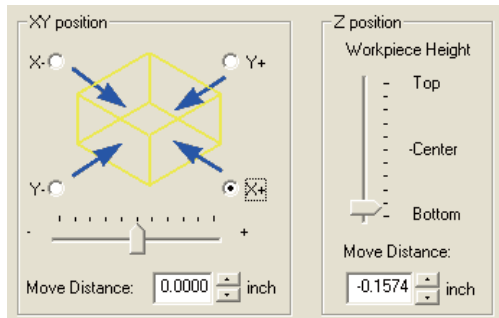 XY position
X-
Y+
Y-
X+
- +
Move Distance: 0.0000 inch
Z position
Workpiece Height
Top
-Center
Bottom
Move Distance:
-0.1574 inch